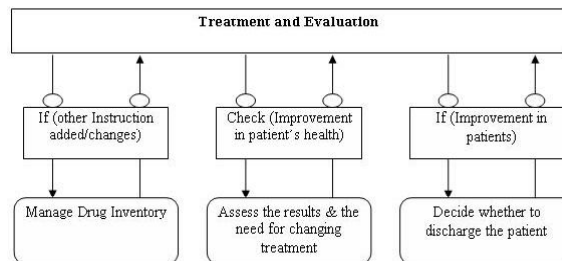 Treatment and Evaluation
If (other Instruction
added/changes)
Check (Improvement
in patient´s health)
If (Improvement in
patients)
Manage Drug Inventory
Assess the results & the
need for changing
treatment
Decide whether to
discharge the patient